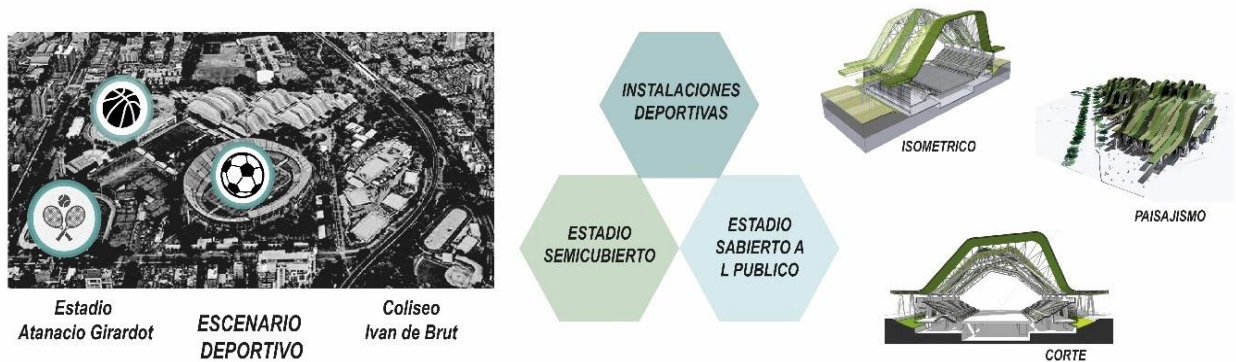 Estadio
Atanacio Girardot
ESCENARIO
DEPORTIVO
Coliseo
Ivan de Brut
INSTALACIONES
DEPORTIVAS
ESTADIO
SEMICUBIERTO
ESTADIO
SABIERTO A
L PUBLICO
ISOMETRICO
PAISAJISMO
CORTE